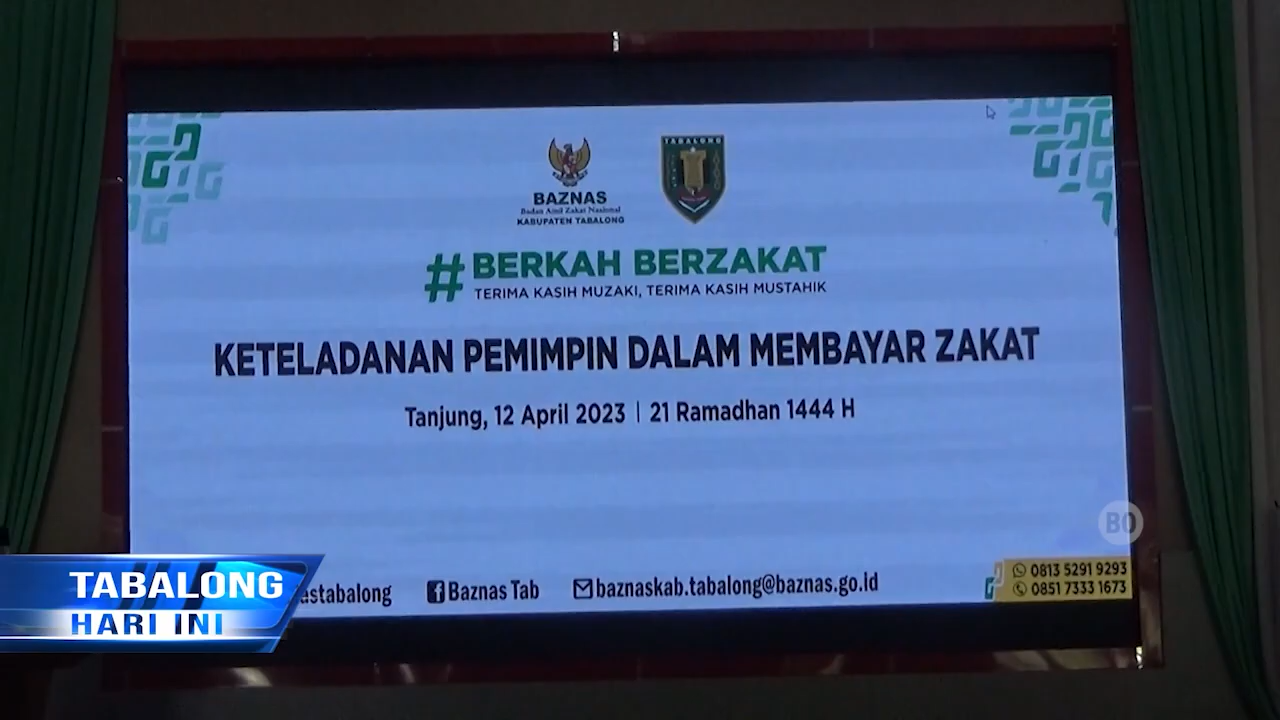 TABALONG
BAZNAS
Badan Amil Zakat Nasional
KABUPATEN TABALONG
#BERKAH BERZAKAT
TERIMA KASIH MUZAKI, TERIMA KASIH MUSTAHIK
KETELADANAN PEMIMPIN DALAM MEMBAYAR ZAKAT
Tanjung, 12 April 2023 | 21 Ramadhan 1444 H
BO
astabalong Baznas Tab baznaskab.tabalong@baznas.go.id
0813 5291 9293
0851 7333 1673
TABALONG
HARI INI